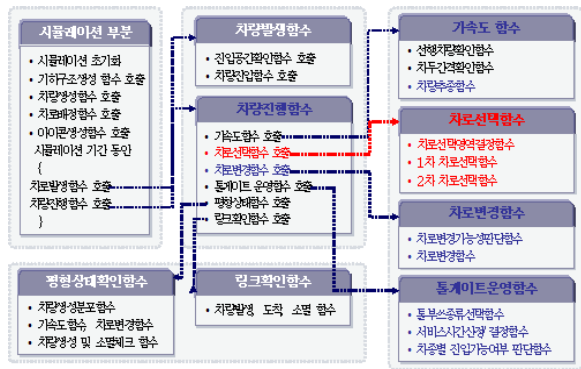 시뮬레이션 부분
• 시뮬레이션 초기화
• 기하구조생성 함수 호출
• 차량생성함수 호출
• 차로배정함수 호출
• 아이콘생성함수 호출
시뮬레이션 기간 동안
{
차로발생함수 호출
차량진행함수 호출
}
차량발생함수
• 진입공간확인함수 호출
• 차량진입함수 호출
차량진행함수
• 가속도함수 호출
• 차로선택함수 호출
• 차로변경함수 호출
• 톨게이트 운영함수 호출
• 평형상태함수 호출
• 링크확인함수 호출
가속도 함수
• 선행차량확인함수
• 차두간격확인함수
• 차량추종함수
차로선택함수
• 차로선택영역결정함수
• 1차 차로선택함수
• 2차 차로선택함수
차로변경함수
• 차로변경가능성판단함수
• 차로변경함수
톨게이트운영함수
• 톨부쓰종류선택함수
• 서비스시간산정 결정함수
• 차종별 진입가능여부 판단함수
평형상태확인함수
• 차량생성분포함수
• 가속도함수 차로변경 함수
• 차량생성 및 소멸체크 함수
링크확인함수
• 차량발생 도착 소멸 함수